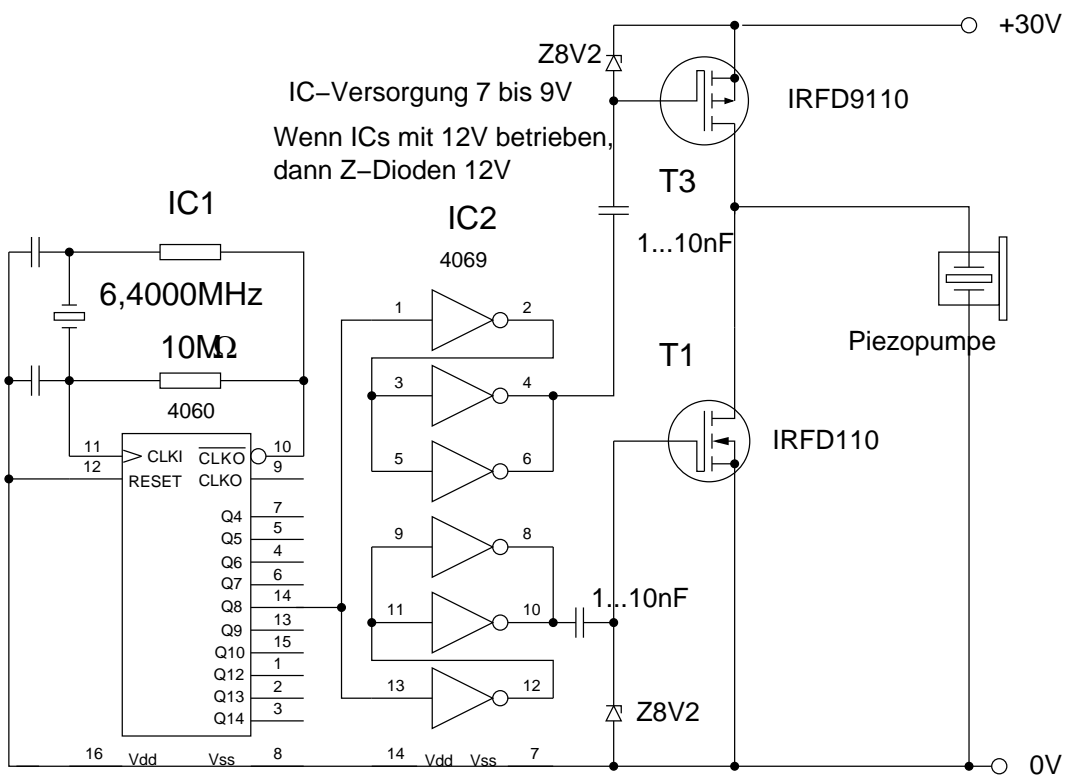 +30V
Z8V2
IC−Versorgung 7 bis 9V
IRFD9110
Wenn ICs mit 12V betrieben,
dann Z−Dioden 12V
T3
IC1
IC2
1...10nF
4069
6,4000MHz
1
2
10MΩ
Piezopumpe
T1
3
4
4060
IRFD110
11
CLKI
CLKO
10
5
6
12
RESET
CLKO
9
Q4
7
Q5
5
9
8
Q6
4
Q7
6
Q8
14
1...10nF
11
10
Q9
13
Q10
15
Q12
1
13
12
Q13
2
Q14
3
Z8V2
16
Vdd
Vss
8
14
Vdd
Vss
7
0V